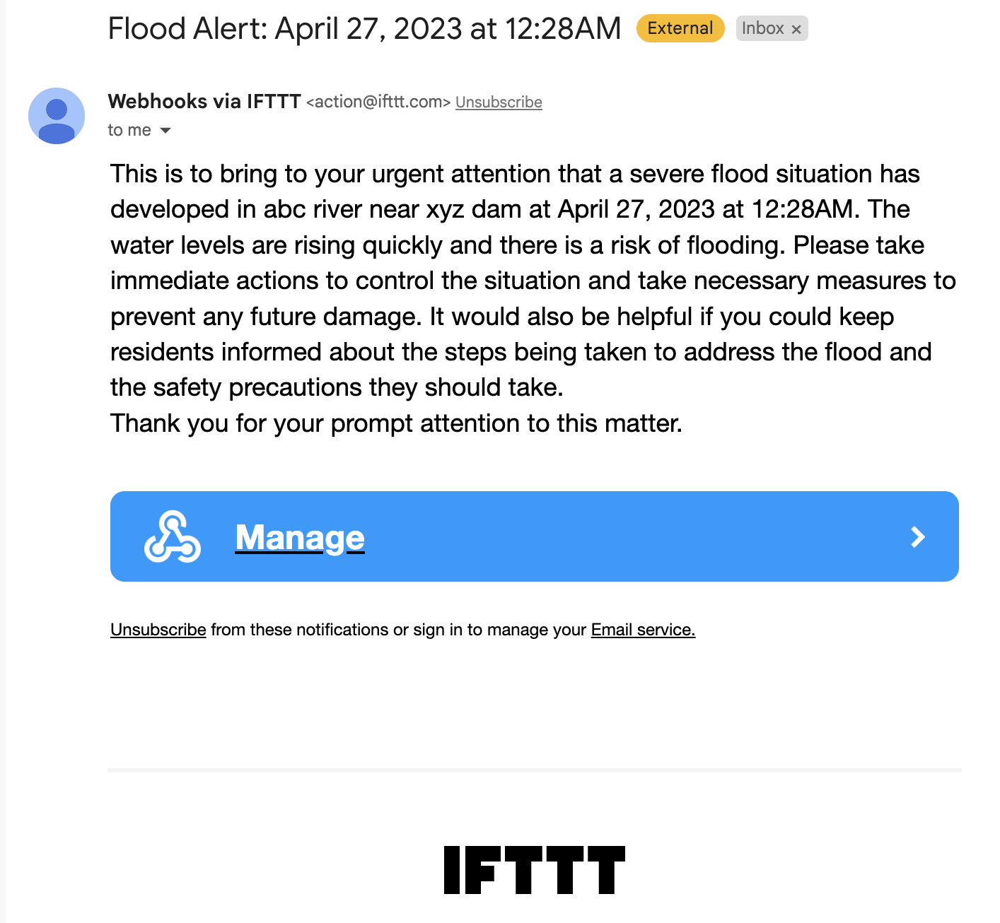 Flood Alert: April 27, 2023 at 12:28AM External Inbox ×
Webhooks via IFTTT <action@ifttt.com> Unsubscribe
to me
This is to bring to your urgent attention that a severe flood situation has
developed in abc river near xyz dam at April 27, 2023 at 12:28AM. The
water levels are rising quickly and there is a risk of flooding. Please take
immediate actions to control the situation and take necessary measures to
prevent any future damage. It would also be helpful if you could keep
residents informed about the steps being taken to address the flood and
the safety precautions they should take.
Thank you for your prompt attention to this matter.
Manage
Unsubscribe from these notifications or sign in to manage your Email service.
IFTTT